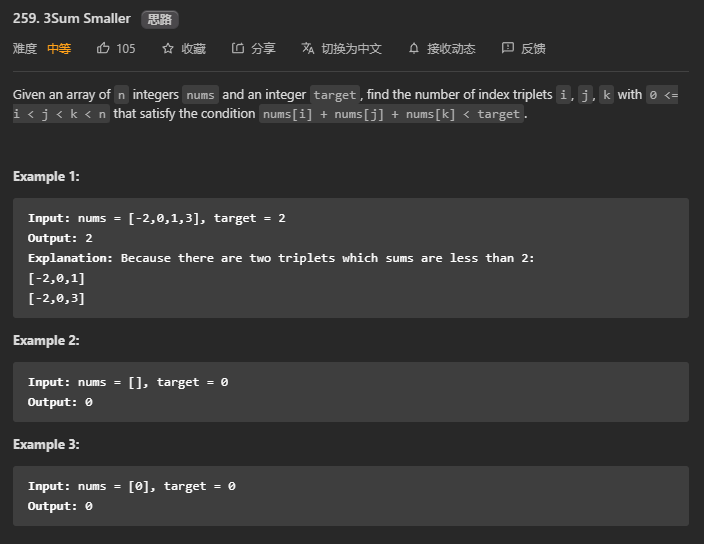 259. 3Sum Smaller 思路
难度 中等 105 收藏 分享 切换为中文 接收动态 反馈
Given an array of n integers nums and an integer target, find the number of index triplets i, j, k with 0 <=
i < j < k < n that satisfy the condition nums[i] + nums[j] + nums[k] < target.
Example 1:
Input: nums = [-2,0,1,3], target = 2
Output: 2
Explanation: Because there are two triplets which sums are less than 2:
[-2,0,1]
[-2,0,3]
Example 2:
Input: nums = [], target = 0
Output: 0
Example 3:
Input: nums = [0], target = 0
Output: 0